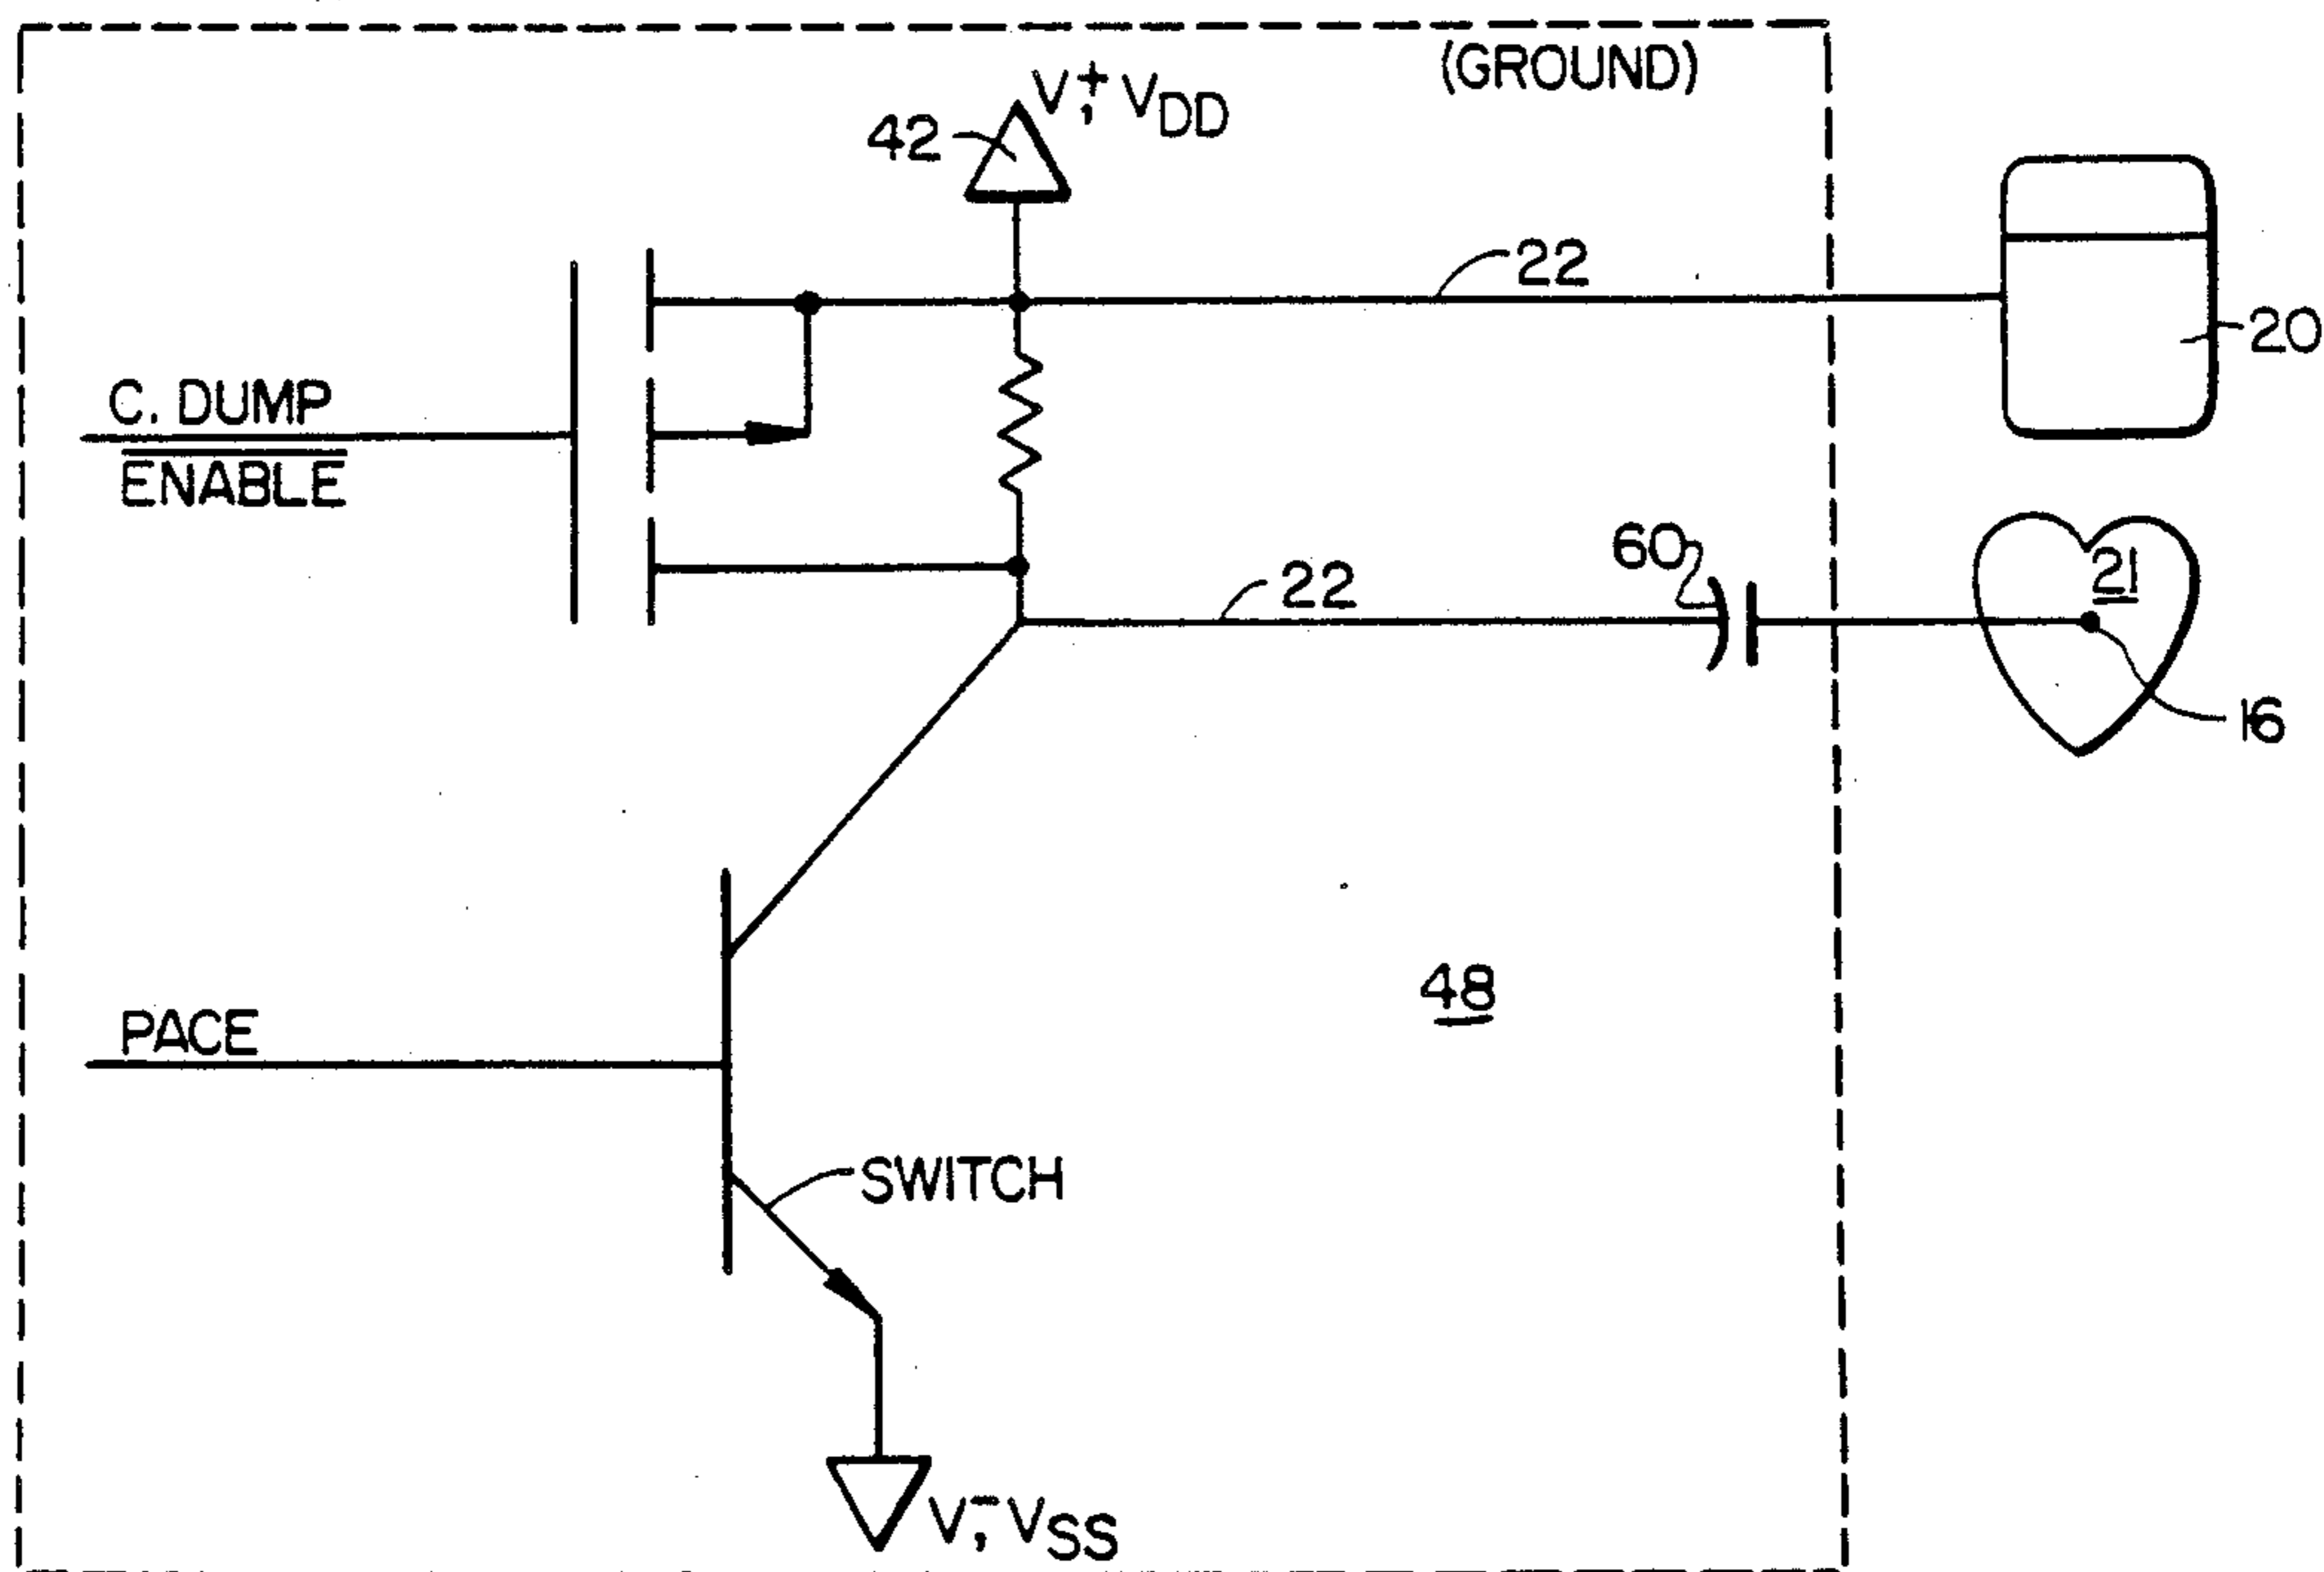 (GROUND)
V,+ VDD
42
22
20
C. DUMP
ENABLE
60
22
21
16
48
PACE
SWITCH
V,- VSS